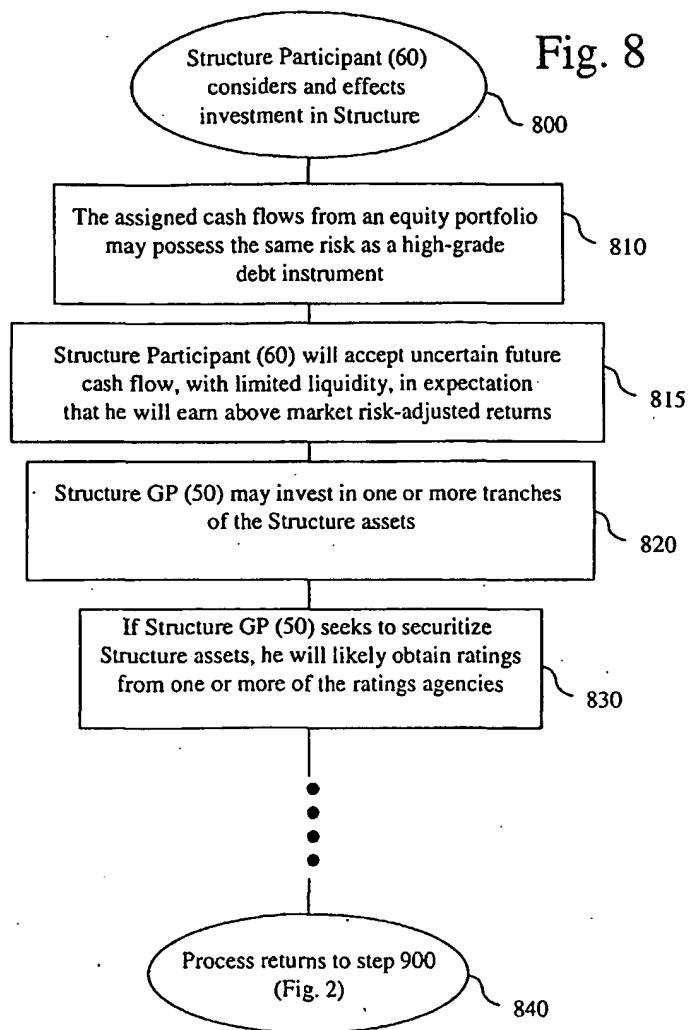 Fig. 8
Structure Participant (60)
considers and effects
investment in Structure
800
The assigned cash flows from an equity portfolio
may possess the same risk as a high-grade
debt instrument
810
Structure Participant (60) will accept uncertain future
cash flow, with limited liquidity, in expectation
that he will earn above market risk-adjusted returns
815
Structure GP (50) may invest in one or more tranches
of the Structure assets
820
If Structure GP (50) seeks to securitize
Structure assets, he will likely obtain ratings
from one or more of the ratings agencies
830
Process returns to step 900
(Fig. 2)
840